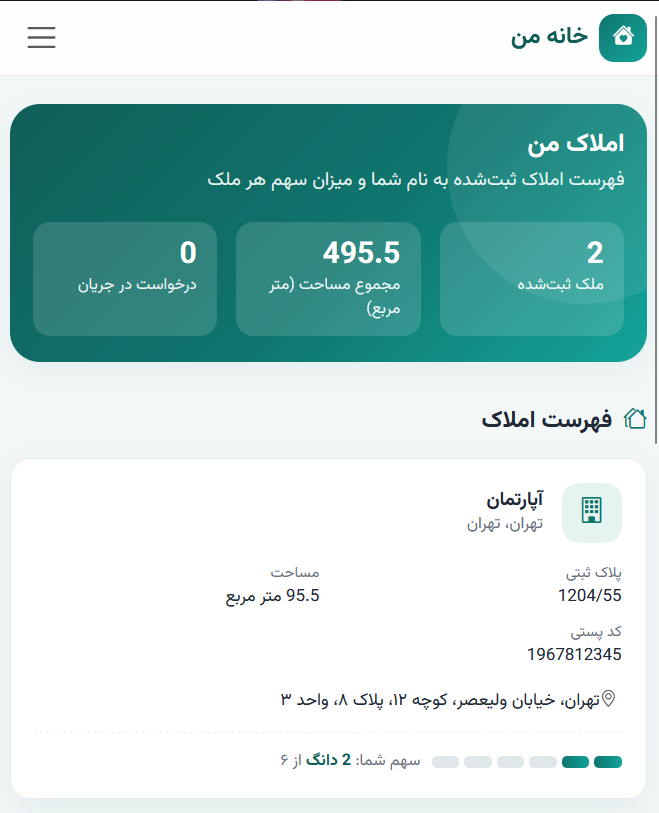 خانه من
املاک من
فهرست املاک ثبت‌شده به نام شما و میزان سهم هر ملک
2
ملک ثبت‌شده
495.5
مجموع مساحت (متر
مربع)
0
درخواست در جریان
فهرست املاک
آپارتمان
تهران، تهران
پلاک ثبتی
1204/55
مساحت
95.5 متر مربع
کد پستی
1967812345
تهران، خیابان ولیعصر، کوچه ۱۲، پلاک ۸، واحد ۳
سهم شما: 2 دانگ از ۶